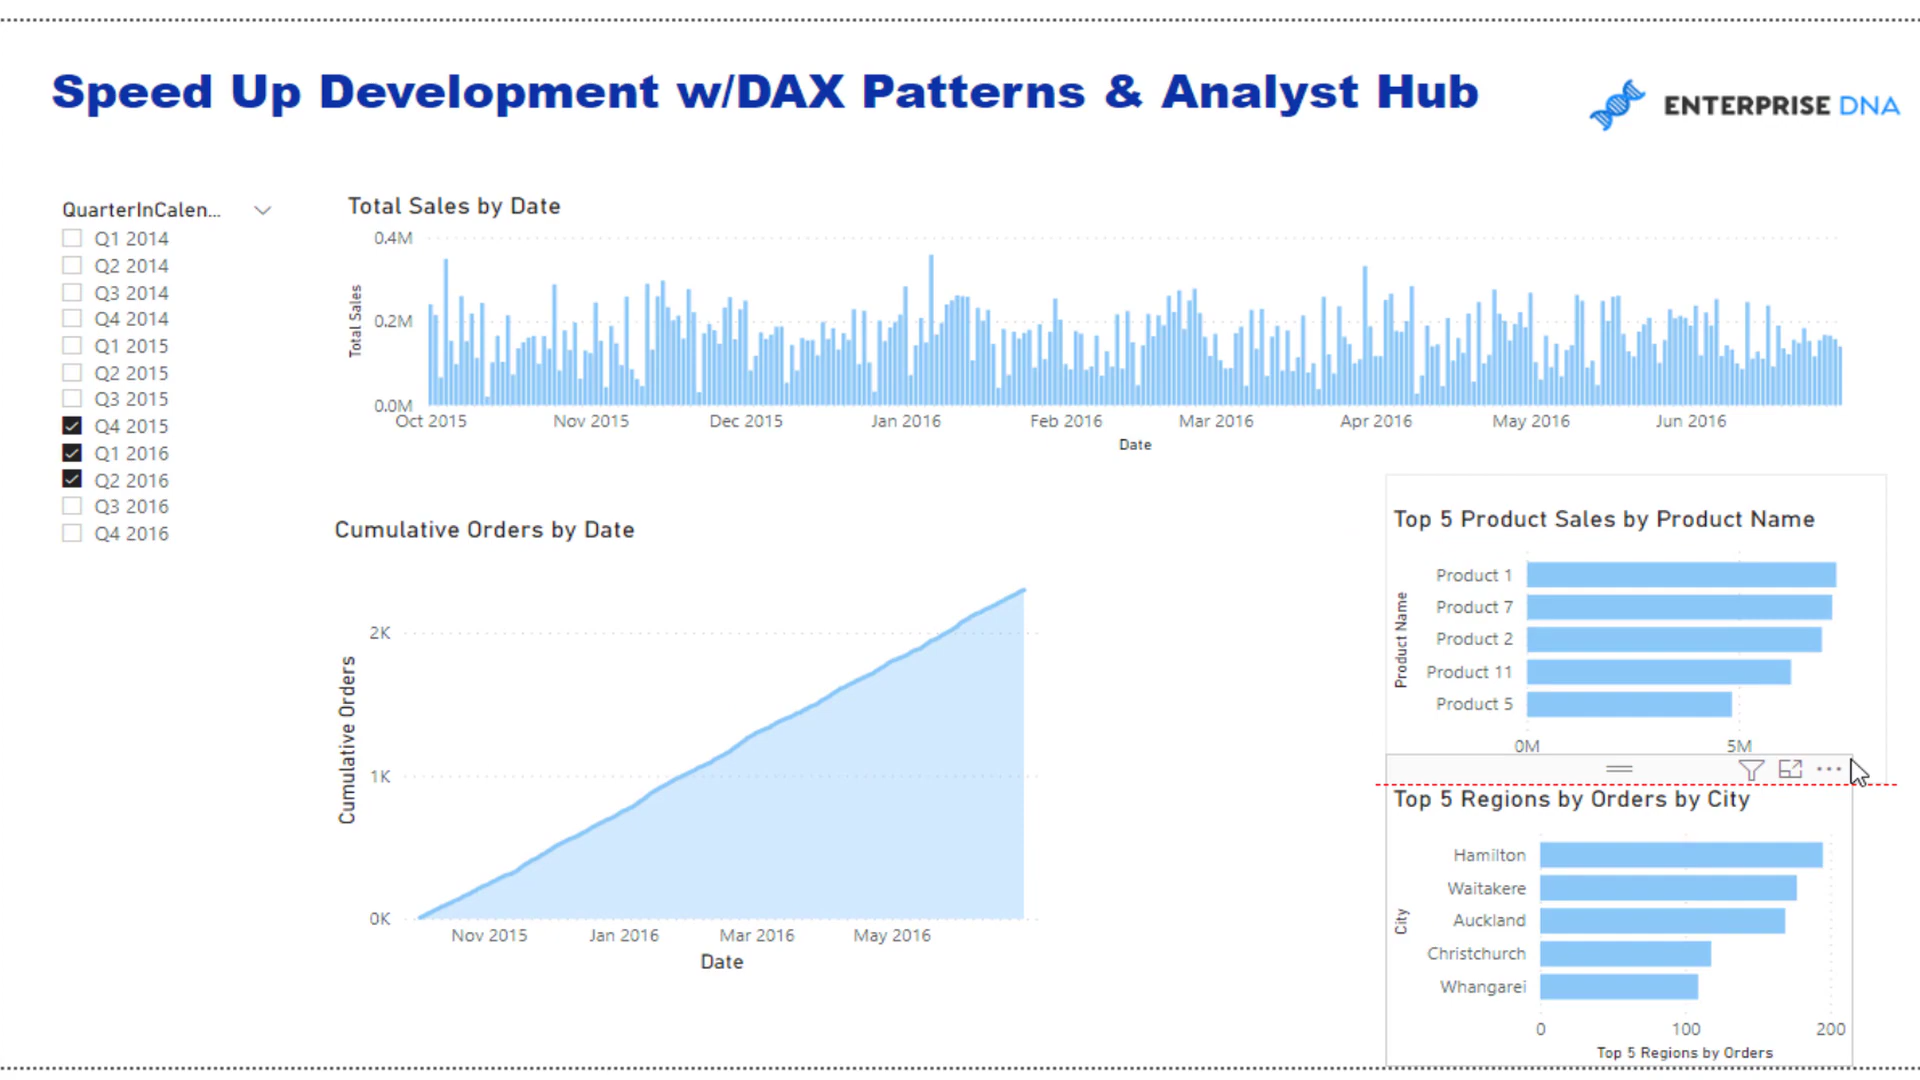 Speed Up Development w/DAX Patterns & Analyst Hub
ENTERPRISE DNA
QuarterInCalen...
Q1 2014
Q2 2014
Q3 2014
Q4 2014
Q1 2015
Q2 2015
Q3 2015
Q4 2015
Q1 2016
Q2 2016
Q3 2016
Q4 2016
Total Sales by Date
Total Sales
0.4M
0.2M
0.0M
Oct 2015 Nov 2015 Dec 2015 Jan 2016 Feb 2016 Mar 2016 Apr 2016 May 2016 Jun 2016
Date
Cumulative Orders by Date
Cumulative Orders
2K
1K
0K
Nov 2015 Jan 2016 Mar 2016 May 2016
Date
Top 5 Product Sales by Product Name
Product Name
Product 1
Product 7
Product 2
Product 11
Product 5
0M 5M
Top 5 Regions by Orders by City
City
Hamilton
Waitakere
Auckland
Christchurch
Whangarei
0 100 200
Top 5 Regions by Orders